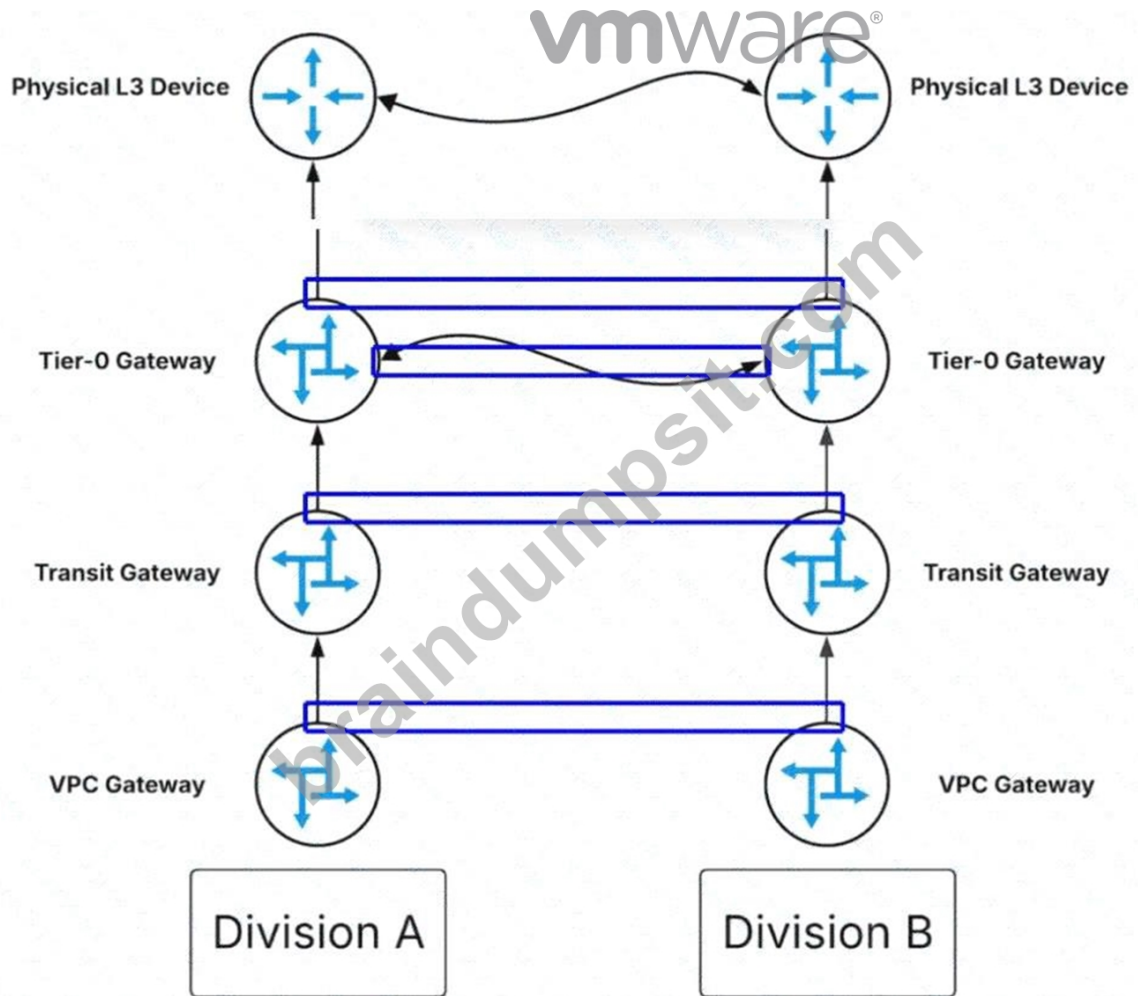 vmware®
Physical L3 Device
Physical L3 Device
Tier-0 Gateway
Tier-0 Gateway
Transit Gateway
Transit Gateway
VPC Gateway
VPC Gateway
Division A
Division B
braindumpsit.com